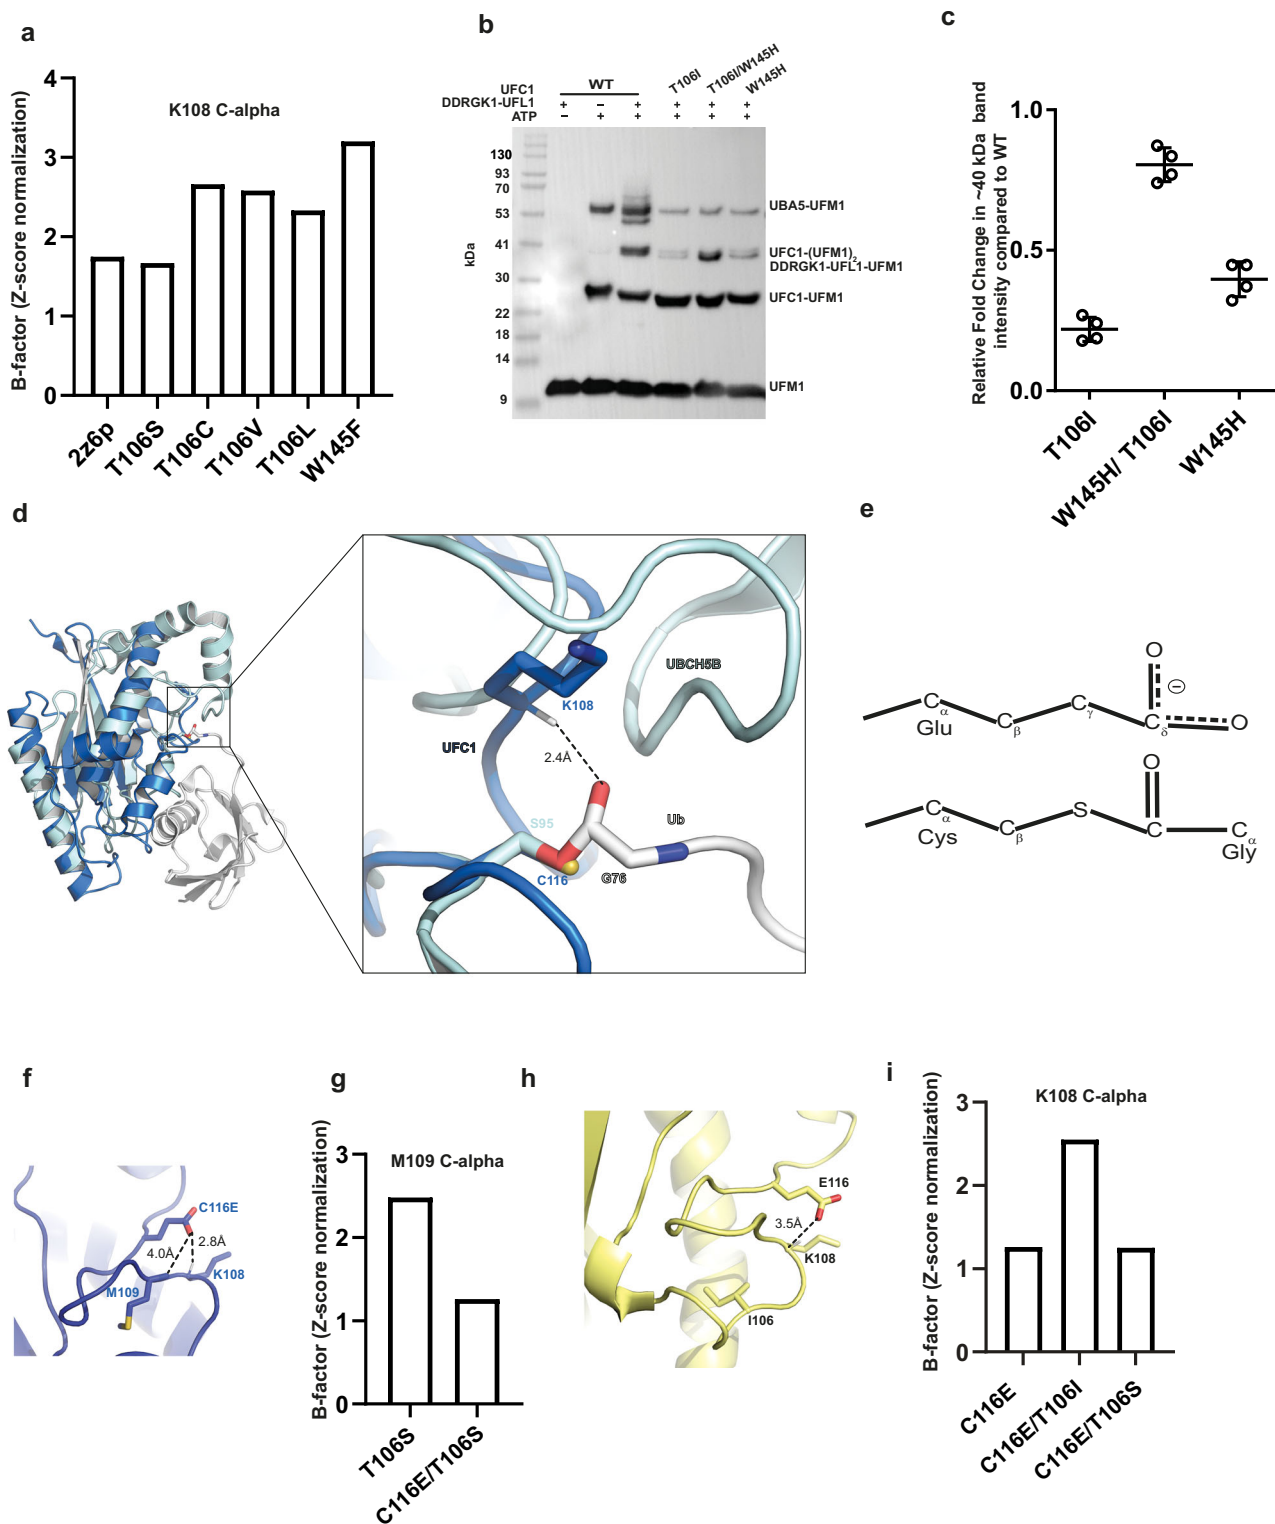 a
B-factor (Z-score normalization)
K108 C-alpha
4
3
2
1
0
2z6p
T106S
T106C
T106V
T106L
W145F
b
UFC1
DDRGK1-UFL1
ATP
WT
T106I
T106I/W145H
W145H
+ – + + + +
– + + + + +
kDa
130
93
70
53
41
30
22
18
14
9
UBA5-UFM1
UFC1-(UFM1)2
DDRGK1-UFL1-UFM1
UFC1-UFM1
UFM1
c
Relative Fold Change in ~40 kDa band
intensity compared to WT
1.0
0.5
0.0
T106I
W145H/ T106I
W145H
d
UBCH5B
K108
UFC1
2.4Å
S95
Ub
C116
G76
e
O
–
Cα
Cγ
O
Glu
Cβ
Cδ
O
Cα
S
Cys
Cβ
C
Cα
Gly
f
C116E
4.0Å
2.8Å
K108
M109
g
B-factor (Z-score normalization)
M109 C-alpha
3
2
1
0
T106S
C116E/T106S
h
E116
3.5Å
K108
I106
i
B-factor (Z-score normalization)
K108 C-alpha
3
2
1
0
C116E
C116E/T106I
C116E/T106S